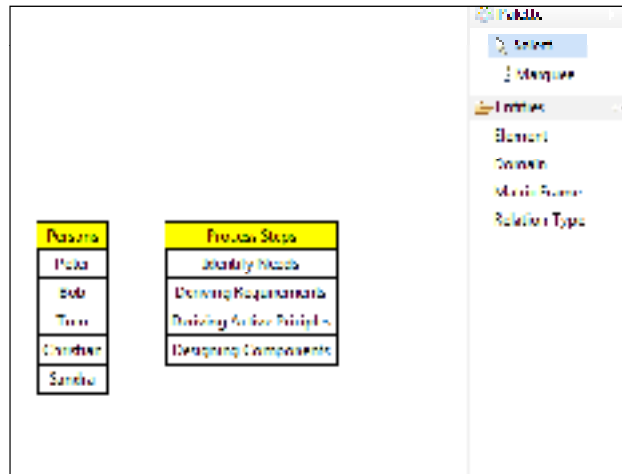 Palette
Select
Marquee
Entities
Element
Domain
Matrix Frame
Relation Type
Persons
Peter
Bob
Tom
Christian
Sandra
Process Steps
Identify Needs
Deriving Requirements
Deriving Active Priciples
Designing Components